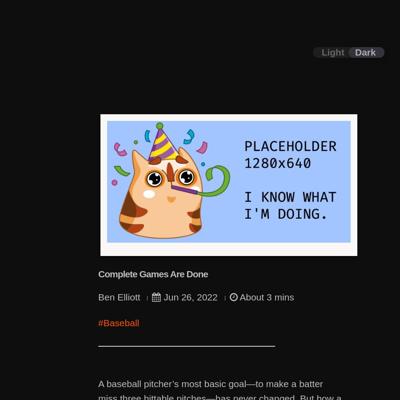 Light Dark
PLACEHOLDER
1280x640
I KNOW WHAT
I'M DOING.
Complete Games Are Done
Ben Elliott Jun 26, 2022 About 3 mins
#Baseball
A baseball pitcher’s most basic goal—to make a batter
miss three hittable pitches—has never changed. But how a